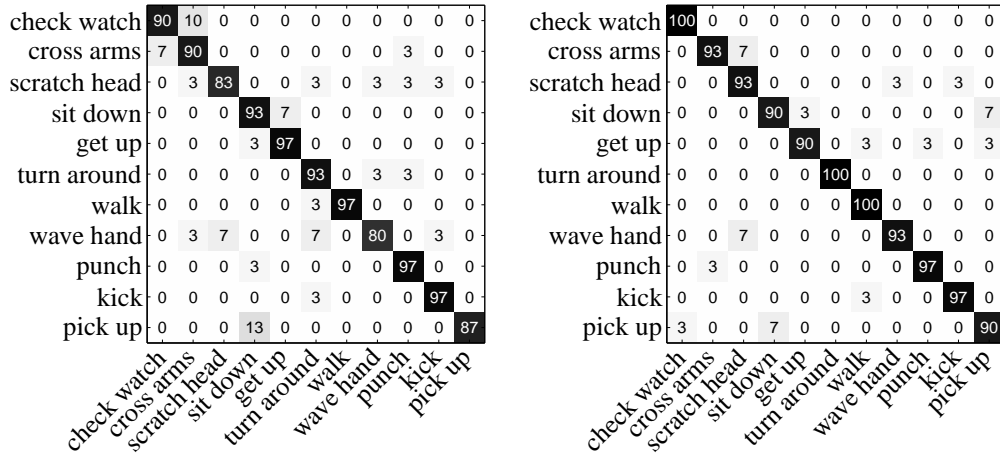 check watch 90 10 0 0 0 0 0 0 0 0 0
cross arms 7 90 0 0 0 0 0 0 3 0 0
scratch head 0 3 83 0 0 3 0 3 3 3 0
sit down 0 0 0 93 7 0 0 0 0 0 0
get up 0 0 0 3 97 0 0 0 0 0 0
turn around 0 0 0 0 0 93 0 3 3 0 0
walk 0 0 0 0 0 3 97 0 0 0 0
wave hand 0 3 7 0 0 7 0 80 0 3 0
punch 0 0 0 3 0 0 0 0 97 0 0
kick 0 0 0 0 0 3 0 0 0 97 0
pick up 0 0 0 13 0 0 0 0 0 0 87
check watch cross arms scratch head sit down get up turn around walk wave hand punch kick pick up
check watch 100 0 0 0 0 0 0 0 0 0 0
cross arms 0 93 7 0 0 0 0 0 0 0 0
scratch head 0 0 93 0 0 0 0 3 0 3 0
sit down 0 0 0 90 3 0 0 0 0 0 7
get up 0 0 0 0 90 0 3 0 3 0 3
turn around 0 0 0 0 0 100 0 0 0 0 0
walk 0 0 0 0 0 0 100 0 0 0 0
wave hand 0 0 7 0 0 0 0 93 0 0 0
punch 0 3 0 0 0 0 0 0 97 0 0
kick 0 0 0 0 0 0 3 0 0 97 0
pick up 3 0 0 7 0 0 0 0 0 0 90
check watch cross arms scratch head sit down get up turn around walk wave hand punch kick pick up